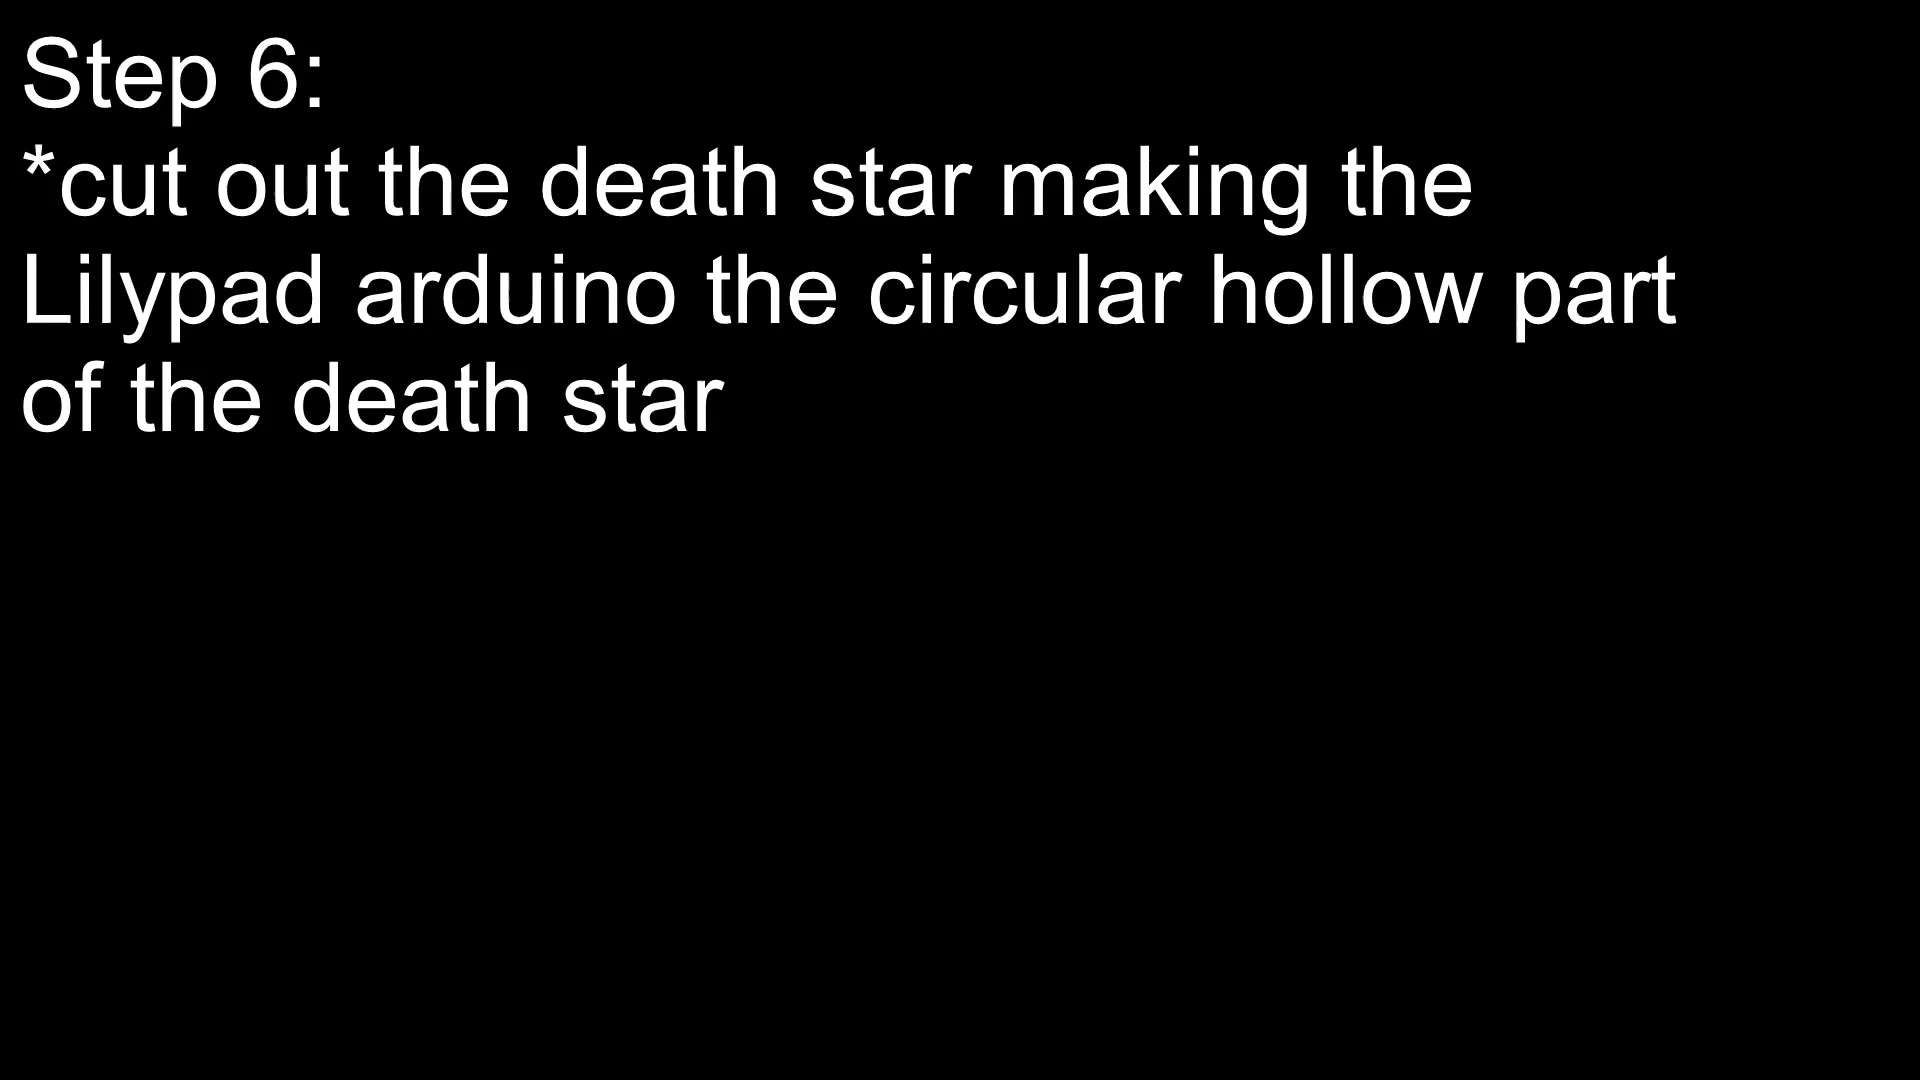 Step 6:
*cut out the death star making the
Lilypad arduino the circular hollow part
of the death star